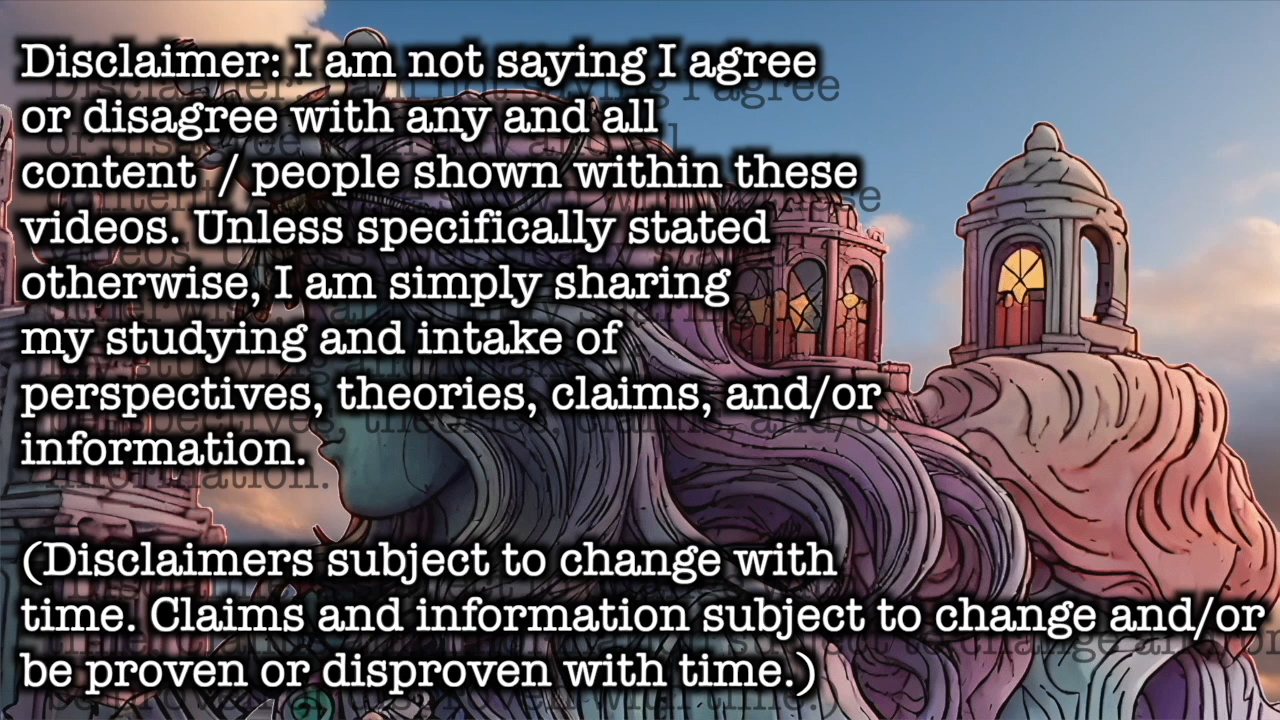 Disclaimer: I am not saying I agree
or disagree with any and all
content / people shown within these
videos. Unless specifically stated
otherwise, I am simply sharing
my studying and intake of
perspectives, theories, claims, and/or
information.
(Disclaimers subject to change with
time. Claims and information subject to change and/or
be proven or disproven with time.)